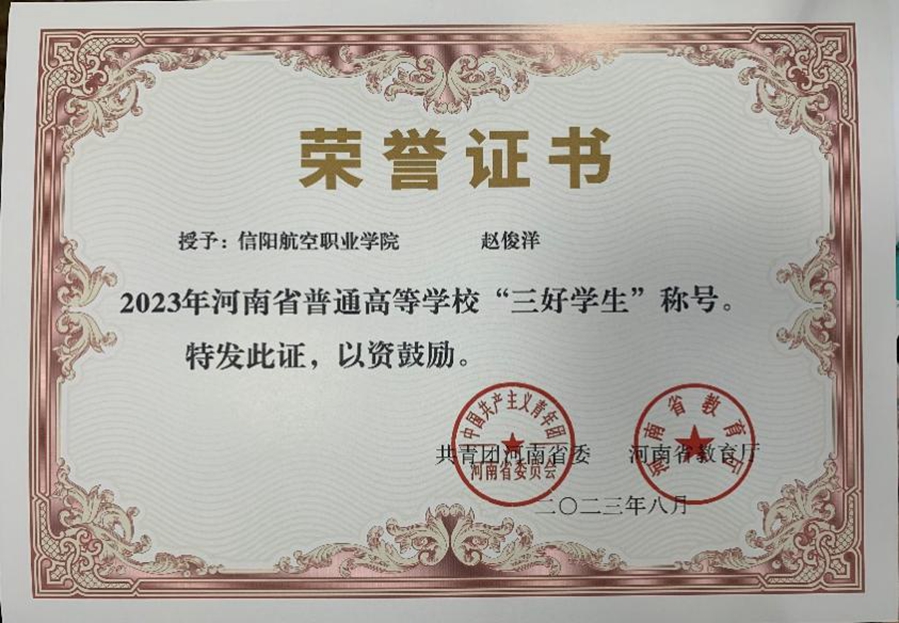 荣誉证书
授予：信阳航空职业学院 赵俊洋
2023年河南省普通高等学校“三好学生”称号。
特发此证，以资鼓励。
中国共产主义青年团
河南省委员会
河南省教育厅
共青团河南省委 河南省教育厅
二〇二三年八月